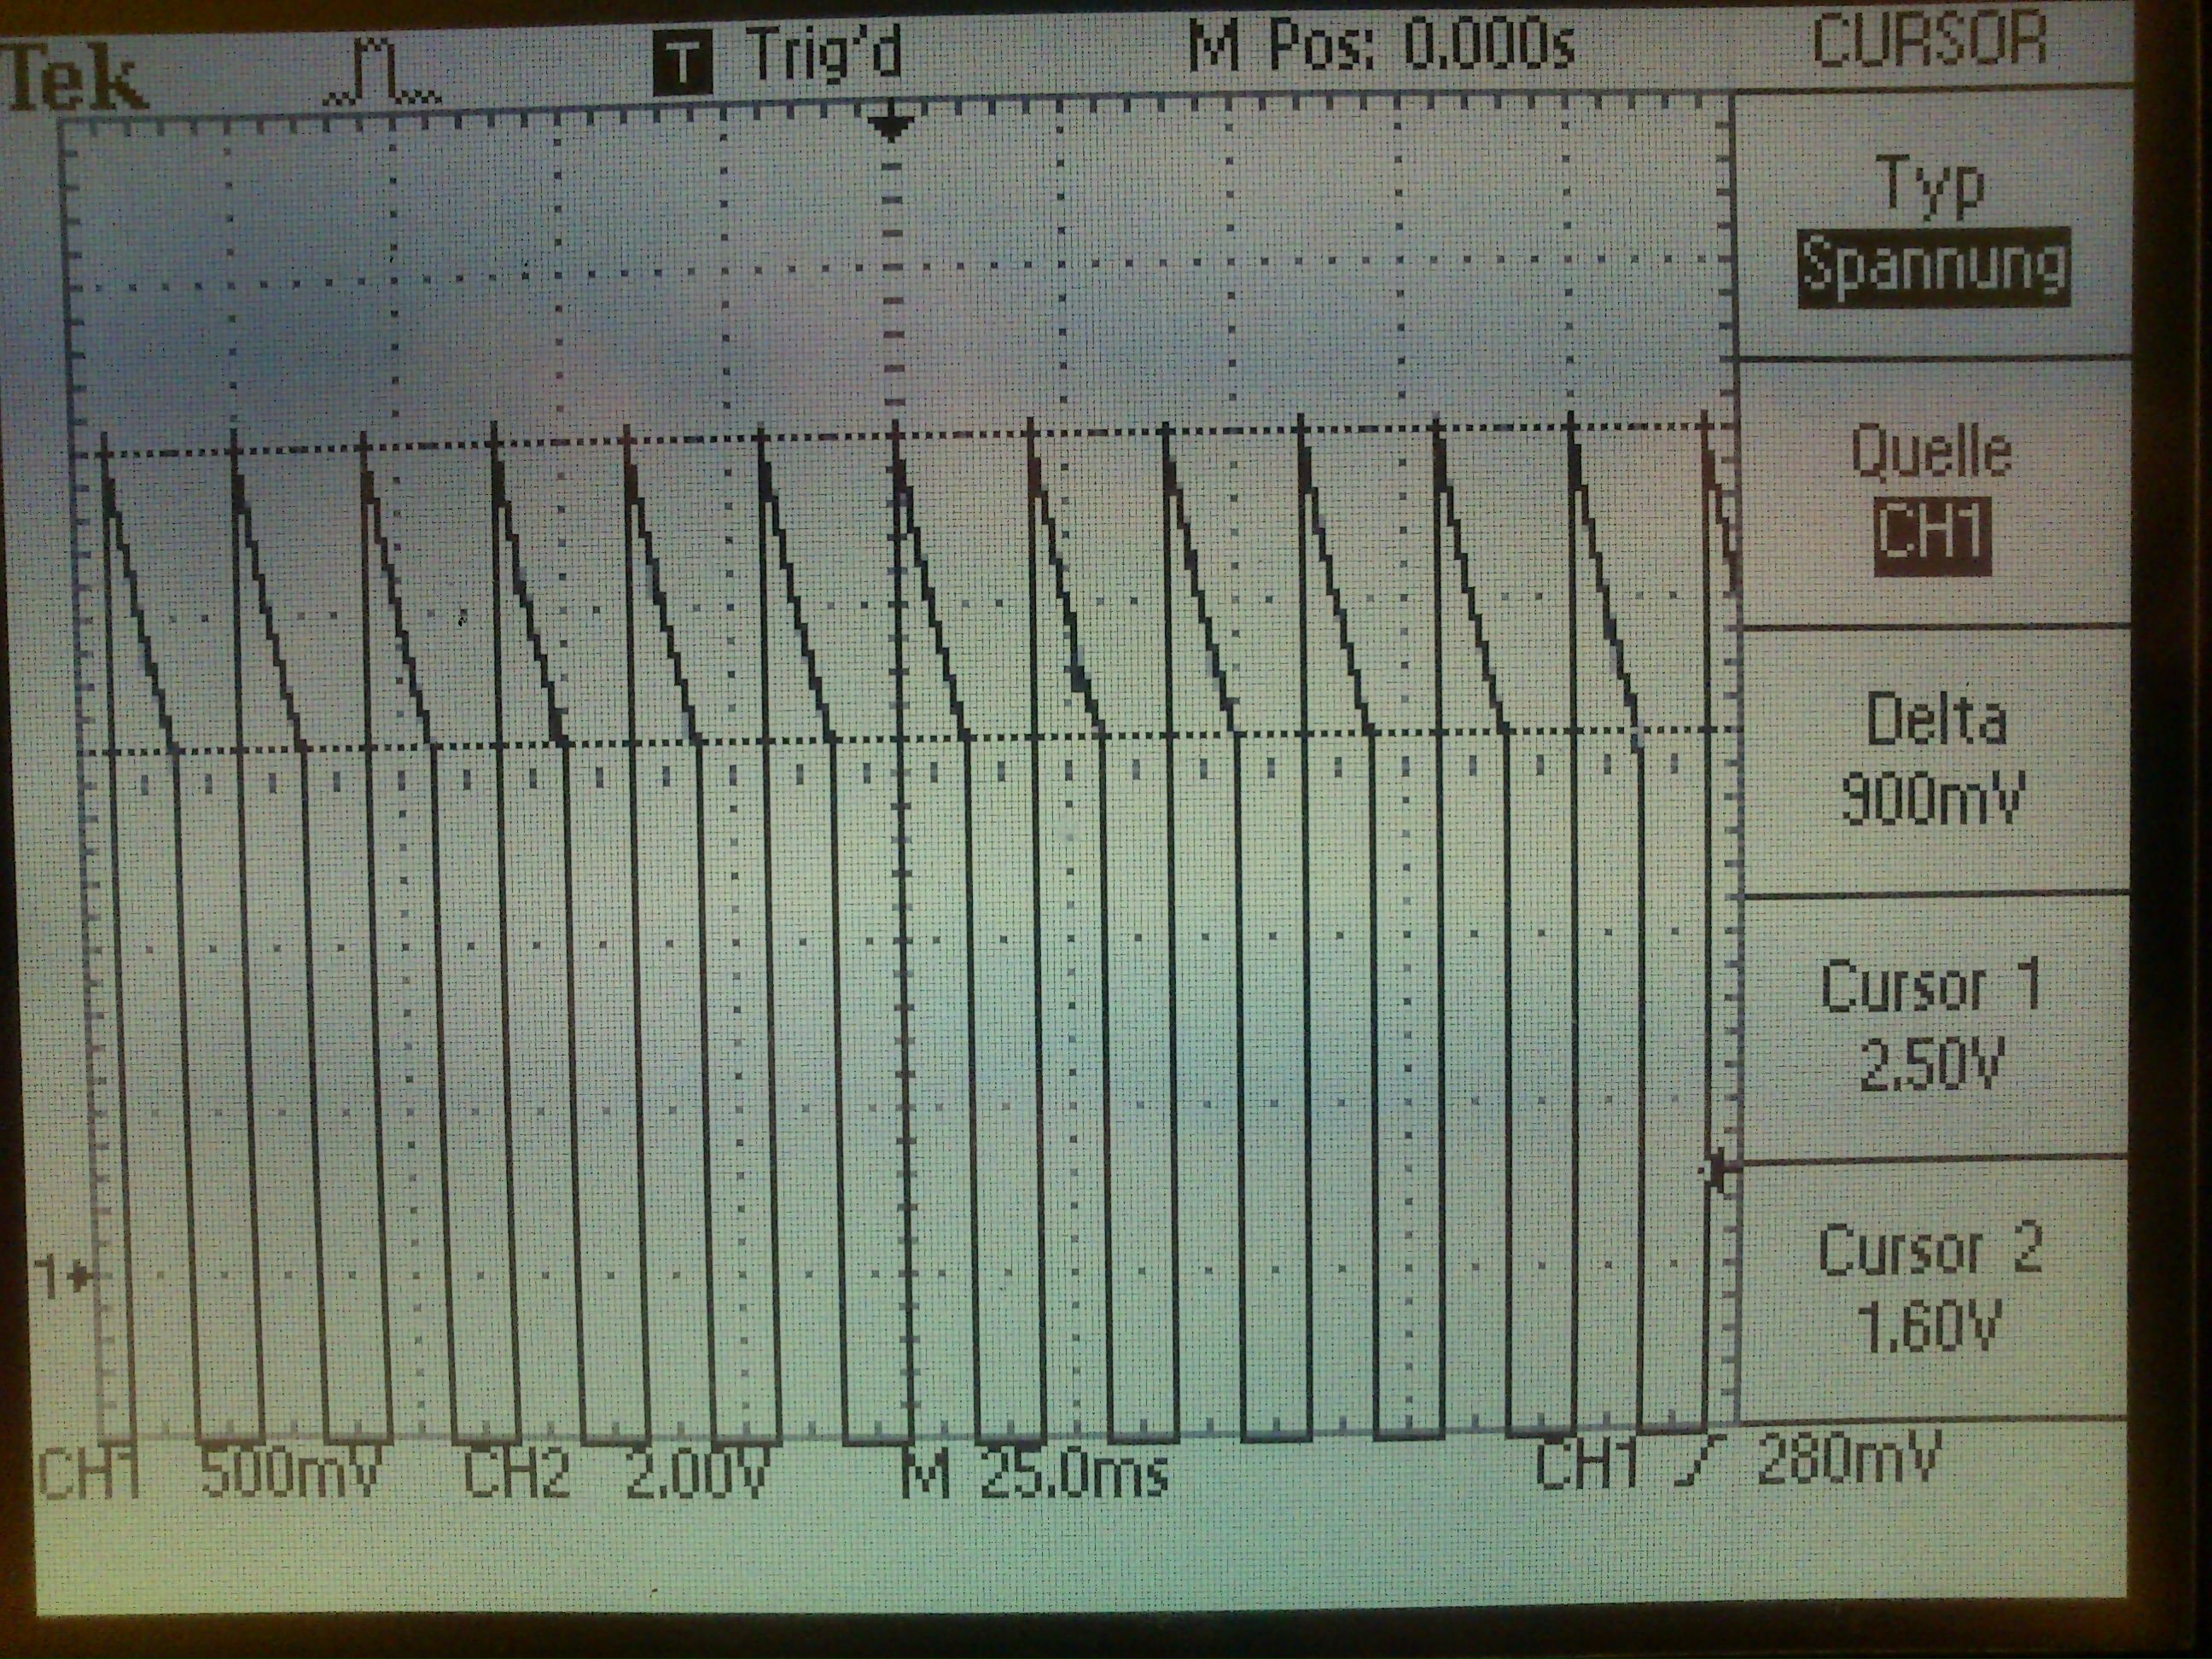 Tek T Trig'd M Pos: 0.000s CURSOR
Typ
Spannung
Quelle
CH1
Delta
900mV
Cursor 1
2.50V
Cursor 2
1.60V
1
CH1 500mV CH2 2.00V M 25.0ms CH1 280mV